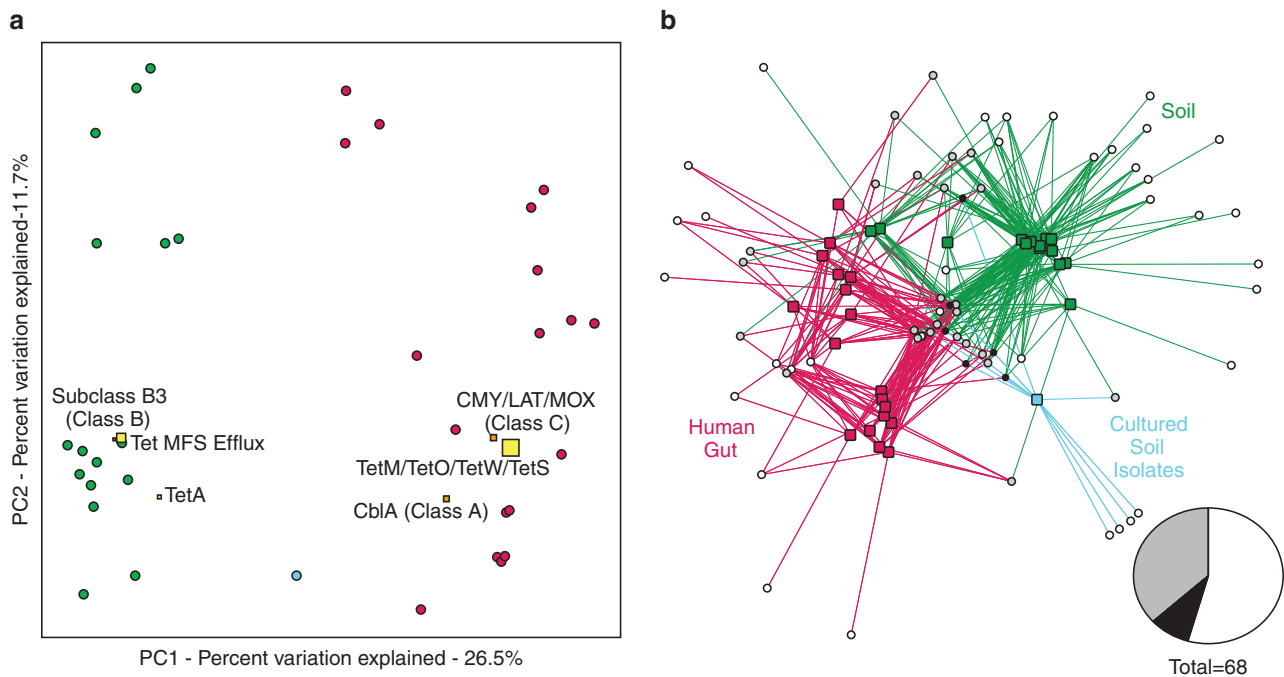 a
PC2 - Percent variation explained-11.7%
Subclass B3
(Class B)
Tet MFS Efflux
TetA
CMY/LAT/MOX
(Class C)
TetM/TetO/TetW/TetS
CblA (Class A)
PC1 - Percent variation explained - 26.5%
b
Soil
Human
Gut
Cultured
Soil
Isolates
Total=68